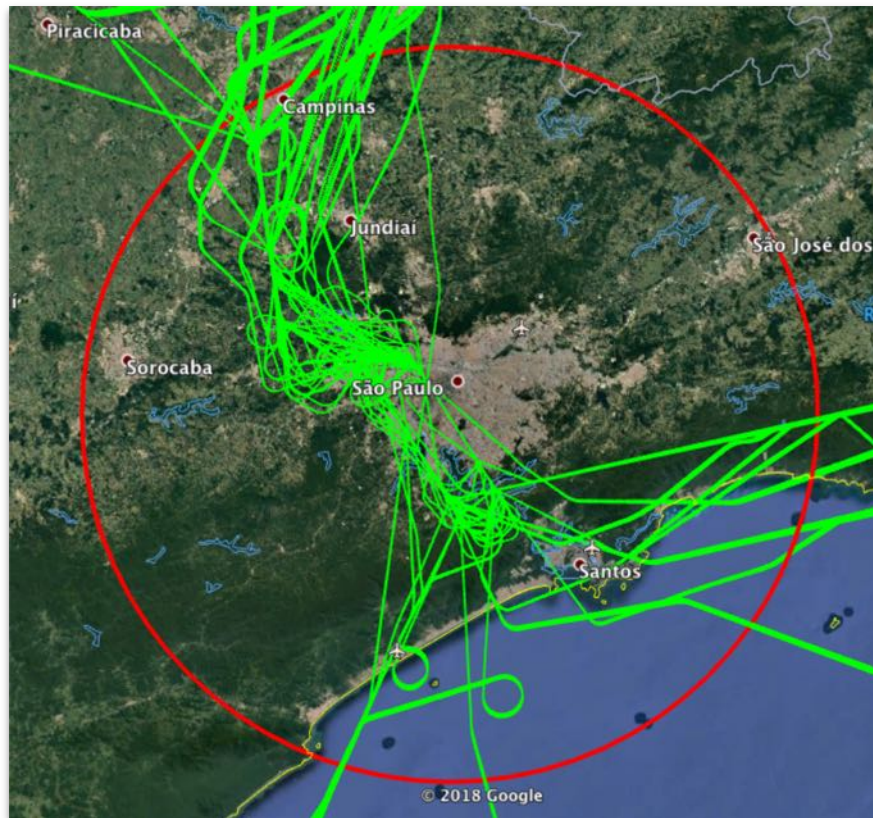 Piracicaba
Campinas
Jundiaí
São José dos
Sorocaba
São Paulo
Santos
© 2018 Google